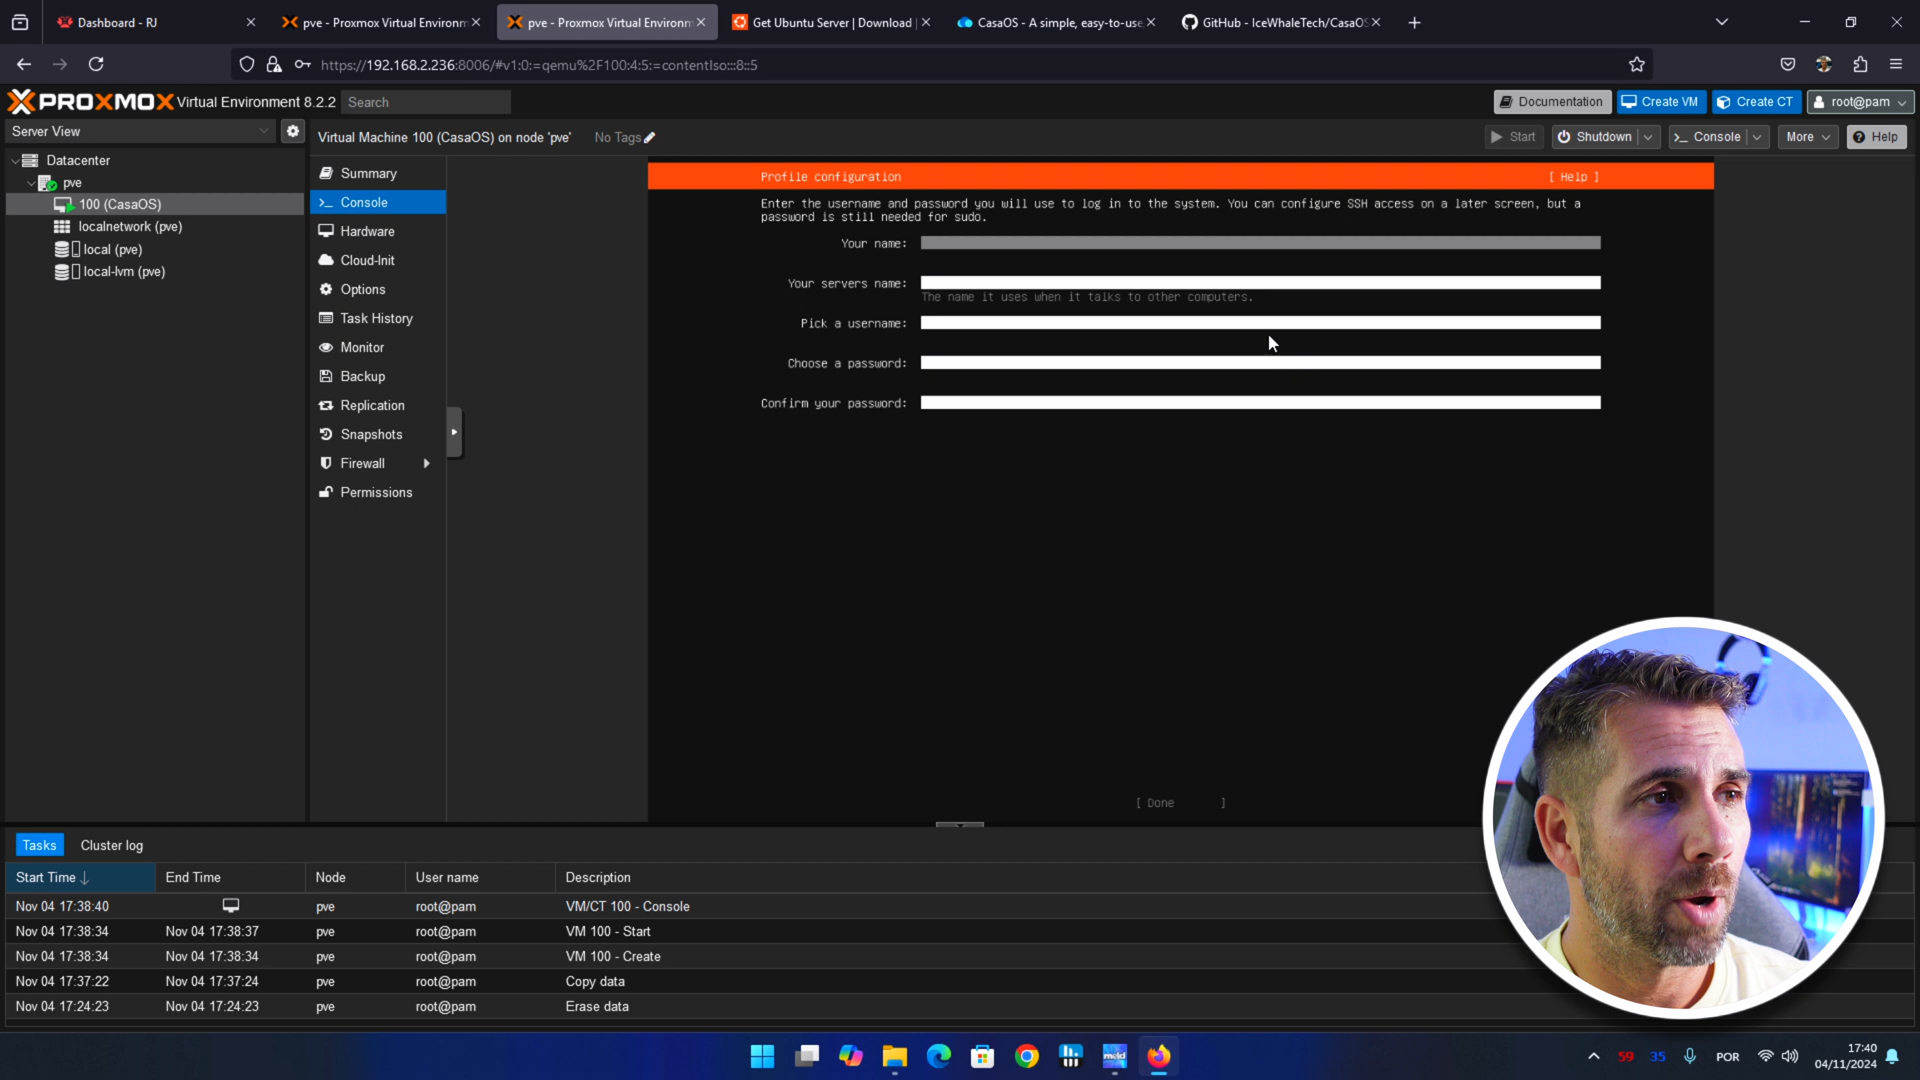 Dashboard - RJ
pve - Proxmox Virtual Environm
pve - Proxmox Virtual Environm
Get Ubuntu Server | Download |
CasaOS - A simple, easy-to-use,
GitHub - IceWhaleTech/CasaOS
https://192.168.2.236:8006/#v1:0:=qemu%2F100:4:5:=contentIso:::8::5
PROXMOX Virtual Environment 8.2.2
Search
Documentation
Create VM
Create CT
root@pam
Server View
Virtual Machine 100 (CasaOS) on node 'pve'
No Tags
Start
Shutdown
Console
More
Help
Datacenter
pve
100 (CasaOS)
localnetwork (pve)
local (pve)
local-lvm (pve)
Summary
Console
Hardware
Cloud-Init
Options
Task History
Monitor
Backup
Replication
Snapshots
Firewall
Permissions
Profile configuration
[ Help ]
Enter the username and password you will use to log in to the system. You can configure SSH access on a later screen, but a
password is still needed for sudo.
Your name:
Your servers name:
The name it uses when it talks to other computers.
Pick a username:
Choose a password:
Confirm your password:
[ Done ]
Tasks
Cluster log
Start Time
End Time
Node
User name
Description
Nov 04 17:38:40 pve root@pam VM/CT 100 - Console
Nov 04 17:38:34 Nov 04 17:38:37 pve root@pam VM 100 - Start
Nov 04 17:38:34 Nov 04 17:38:34 pve root@pam VM 100 - Create
Nov 04 17:37:22 Nov 04 17:37:24 pve root@pam Copy data
Nov 04 17:24:23 Nov 04 17:24:23 pve root@pam Erase data
59
35
POR
17:40
04/11/2024